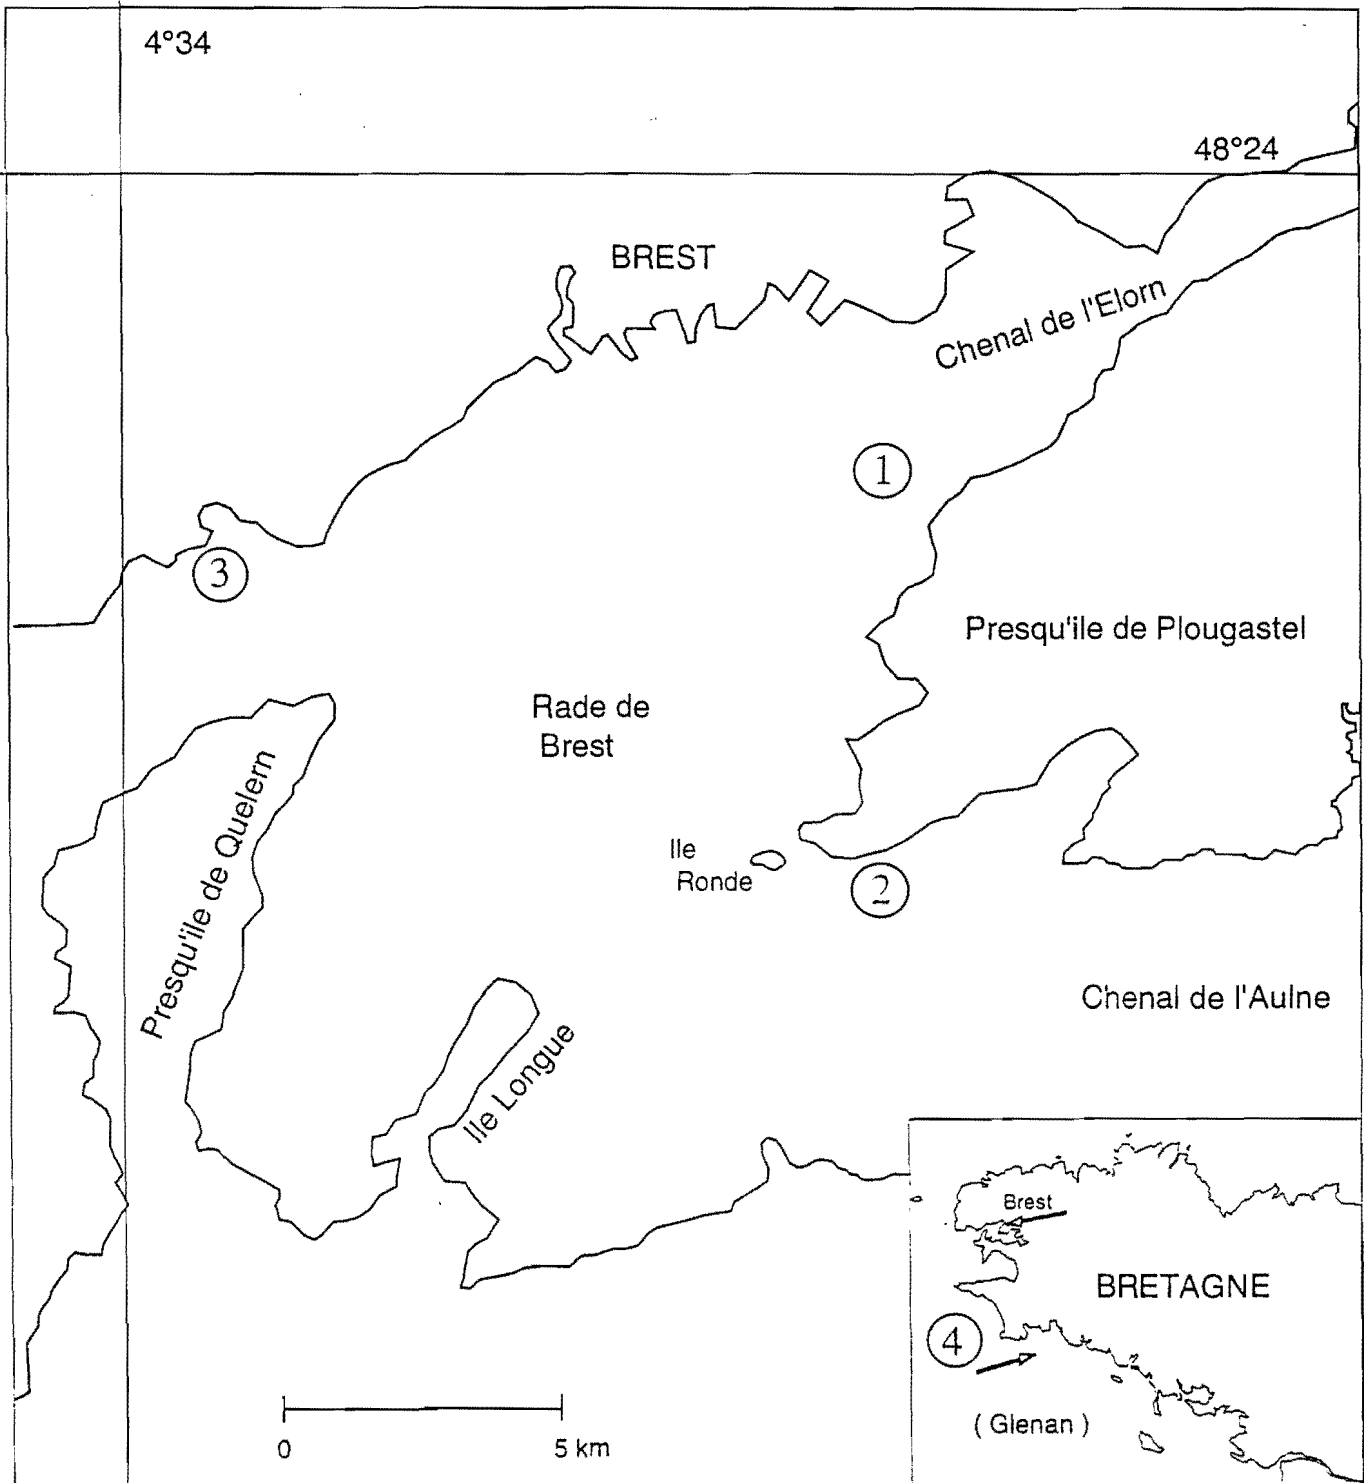 4°34
48°24
BREST
Chenal de l'Elorn
1
3
Presqu'ile de Plougastel
Rade de
Brest
Presqu'ile de Quelern
Ile
Ronde
2
Chenal de l'Aulne
Ile Longue
Brest
BRETAGNE
4
( Glenan )
0
5 km